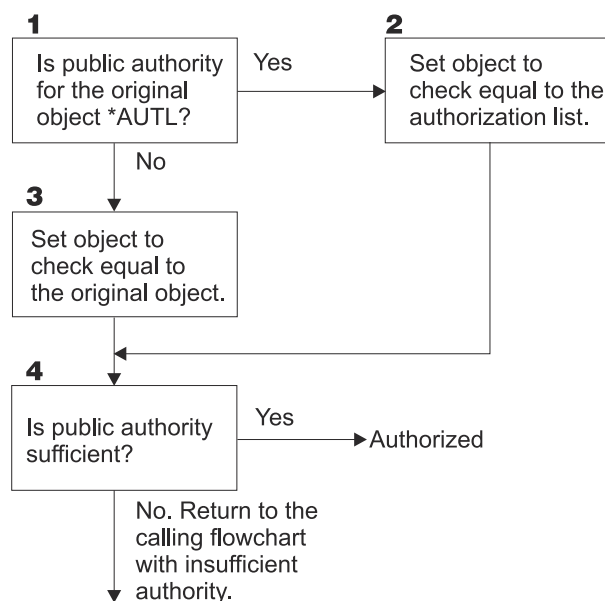 1
Is public authority
for the original
object *AUTL?
Yes
2
Set object to
check equal to the
authorization list.
No
3
Set object to
check equal to
the original object.
4
Is public authority
sufficient?
Yes
Authorized
No. Return to the
calling flowchart
with insufficient
authority.